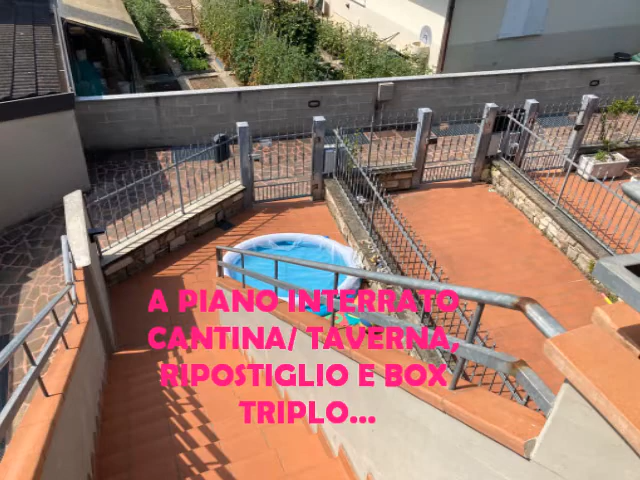 A PIANO INTERRATO
CANTINA/ TAVERNA,
RIPOSTIGLIO E BOX
TRIPLO...